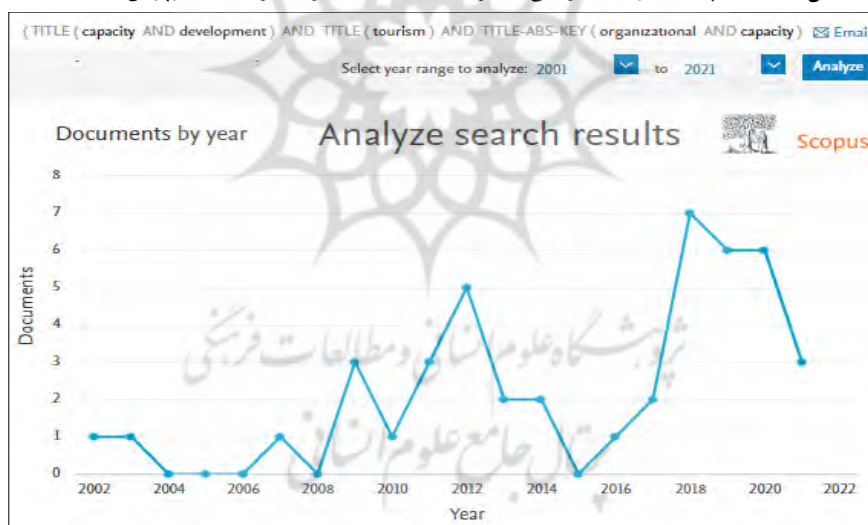 ( TITLE ( capacity AND development ) AND TITLE ( tourism ) AND TITLE-ABS-KEY ( organizational AND capacity ) Emai
Select year range to analyze: 2001 to 2021 Analyze
Documents by year
Analyze search results
Scopus
8
7
6
5
4
3
2
1
0
Documents
پژوهشگاه علوم انسانی و مطالعات فرهنگی
پرتال جامع علوم انسانی
2002 2004 2006 2008 2010 2012 2014 2016 2018 2020 2022
Year